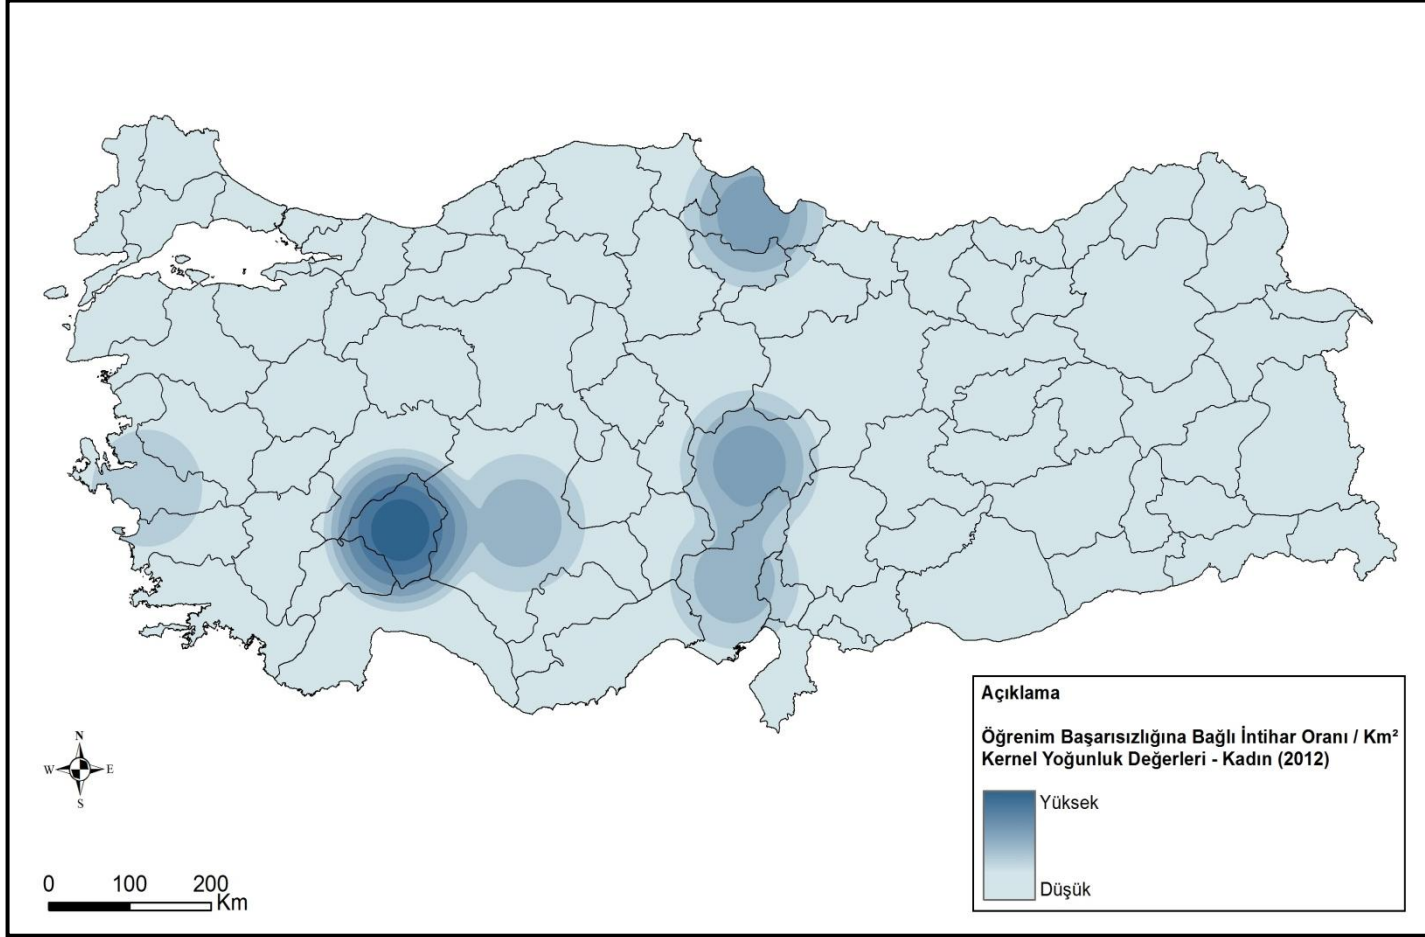 Açıklama
Öğrenim Başarısızlığına Bağlı İntihar Oranı / Km²
Kernel Yoğunluk Değerleri - Kadın (2012)
Yüksek
Düşük
N
W E
S
0 100 200
Km